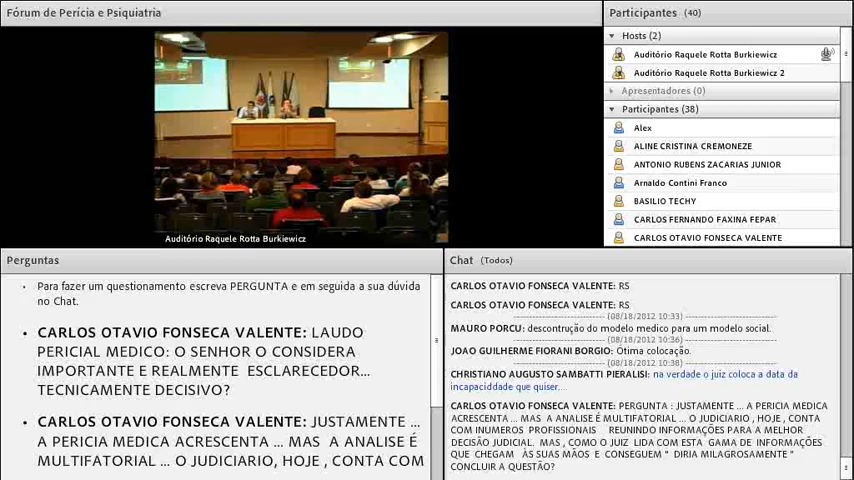 Fórum de Perícia e Psiquiatria
Auditório Raquele Rotta Burkiewicz
Participantes (40)
Hosts (2)
Auditório Raquele Rotta Burkiewicz
Auditório Raquele Rotta Burkiewicz 2
Apresentadores (0)
Participantes (38)
Alex
ALINE CRISTINA CREMONEZE
ANTONIO RUBENS ZACARIAS JUNIOR
Arnaldo Contini Franco
BASILIO TECHY
CARLOS FERNANDO FAXINA FEPAR
CARLOS OTAVIO FONSECA VALENTE
Perguntas
Para fazer um questionamento escreva PERGUNTA e em seguida a sua dúvida
no Chat.
CARLOS OTAVIO FONSECA VALENTE: LAUDO
PERICIAL MEDICO: O SENHOR O CONSIDERA
IMPORTANTE E REALMENTE ESCLARECEDOR...
TECNICAMENTE DECISIVO?
CARLOS OTAVIO FONSECA VALENTE: JUSTAMENTE ...
A PERICIA MEDICA ACRESCENTA ... MAS A ANALISE É
MULTIFATORIAL ... O JUDICIARIO, HOJE , CONTA COM
Chat (Todos)
CARLOS OTAVIO FONSECA VALENTE: RS
CARLOS OTAVIO FONSECA VALENTE: RS
(08/18/2012 10:33)
MAURO PORCU: descontrução do modelo medico para um modelo social.
(08/18/2012 10:36)
JOAO GUILHERME FIORANI BORGIO: Ótima colocação.
(08/18/2012 10:38)
CHRISTIANO AUGUSTO SAMBATTI PIERALISI: na verdade o juiz coloca a data da
incapaciddade que quiser....
CARLOS OTAVIO FONSECA VALENTE: PERGUNTA : JUSTAMENTE ... A PERICIA MEDICA
ACRESCENTA ... MAS A ANALISE É MULTIFATORIAL ... O JUDICIARIO , HOJE , CONTA
COM INUMEROS PROFISSIONAIS REUNINDO INFORMAÇÕES PARA A MELHOR
DECISÃO JUDICIAL. MAS , COMO O JUIZ LIDA COM ESTA GAMA DE INFORMAÇÕES
QUE CHEGAM ÀS SUAS MÃOS E CONSEGUEM " DIRIA MILAGROSAMENTE "
CONCLUIR A QUESTÃO?